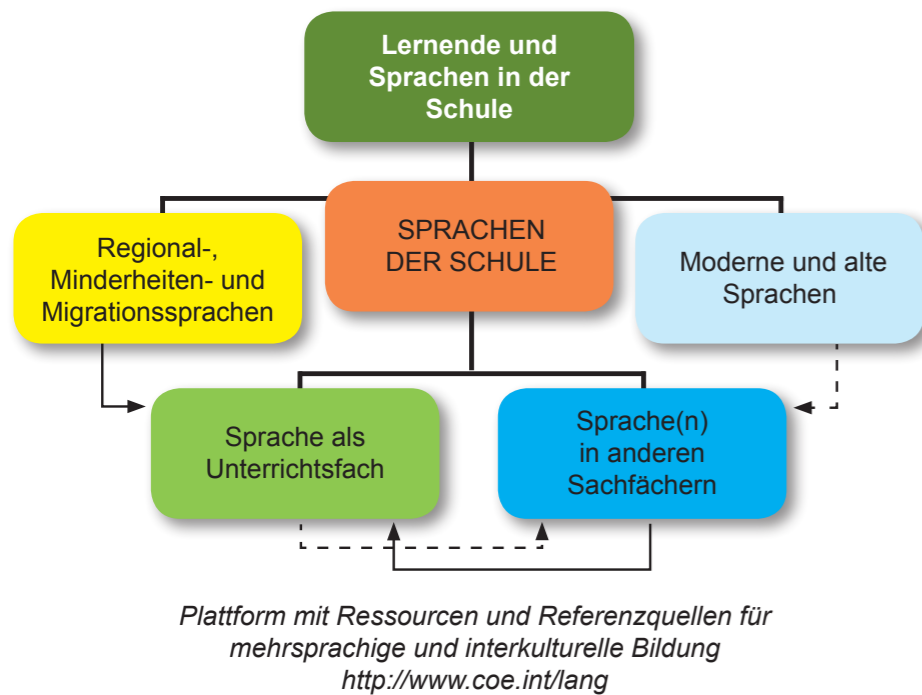 Lernende und
Sprachen in der
Schule
Regional-,
Minderheiten- und
Migrationssprachen
SPRACHEN
DER SCHULE
Moderne und alte
Sprachen
Sprache als
Unterrichtsfach
Sprache(n)
in anderen
Sachfächern
Plattform mit Ressourcen und Referenzquellen für
mehrsprachige und interkulturelle Bildung
http://www.coe.int/lang